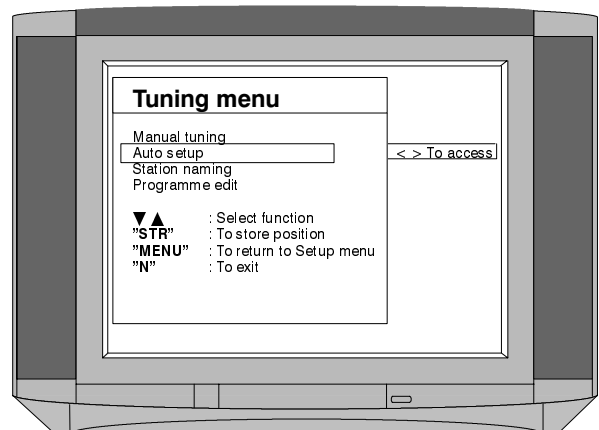 Tuning menu
Manual tuning
Auto setup
< > To access
Station naming
Programme edit
▼ ▲ : Select function
”STR” : To store position
”MENU” : To return to Setup menu
”N” : To exit